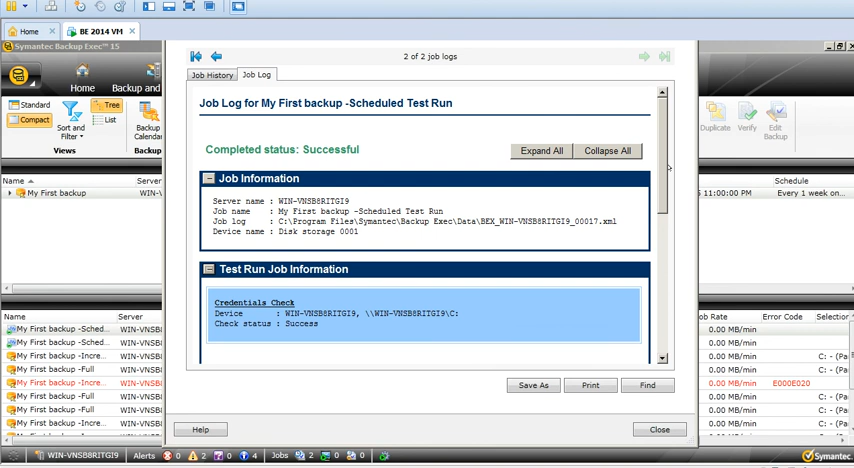 Home
BE 2014 VM
Symantec Backup Exec™ 15
Home
Backup and
Standard
Compact
Sort and
Filter
Tree
List
Views
Backup
Calendar
Backup
Duplicate
Verify
Edit
Backup
2 of 2 job logs
Job History
Job Log
Job Log for My First backup -Scheduled Test Run
Completed status: Successful
Expand All
Collapse All
Job Information
Server name : WIN-VNSB8RITGI9
Job name : My First backup -Scheduled Test Run
Job log : C:\Program Files\Symantec\Backup Exec\Data\BEX_WIN-VNSB8RITGI9_00017.xml
Device name : Disk storage 0001
Test Run Job Information
Credentials Check
Device : WIN-VNSB8RITGI9, \\WIN-VNSB8RITGI9\C:
Check status : Success
Save As
Print
Find
Help
Close
Name
Server
Schedule
My First backup
WIN-V
11:00:00 PM
Every 1 week on...
Name
Server
Job Rate
Error Code
Selection
My First backup -Sched...
WIN-VNSB8
0.00 MB/min
My First backup -Sched...
WIN-VNSB8
0.00 MB/min
My First backup -Incre...
WIN-VNSB8
0.00 MB/min
C: - (Pa
My First backup -Full
WIN-VNSB8
0.00 MB/min
C: - (Pa
My First backup -Incre...
WIN-VNSB8
0.00 MB/min
E000E020
C: - (Pa
My First backup -Full
WIN-VNSB8
0.00 MB/min
C: - (Pa
My First backup -Full
WIN-VNSB8
0.00 MB/min
C: - (Pa
My First backup -Incre...
WIN-VNSB8
0.00 MB/min
C: - (Pa
WIN-VNSB8RITGI9
Alerts
0
2
0
4
Jobs
2
0
0
Symantec.